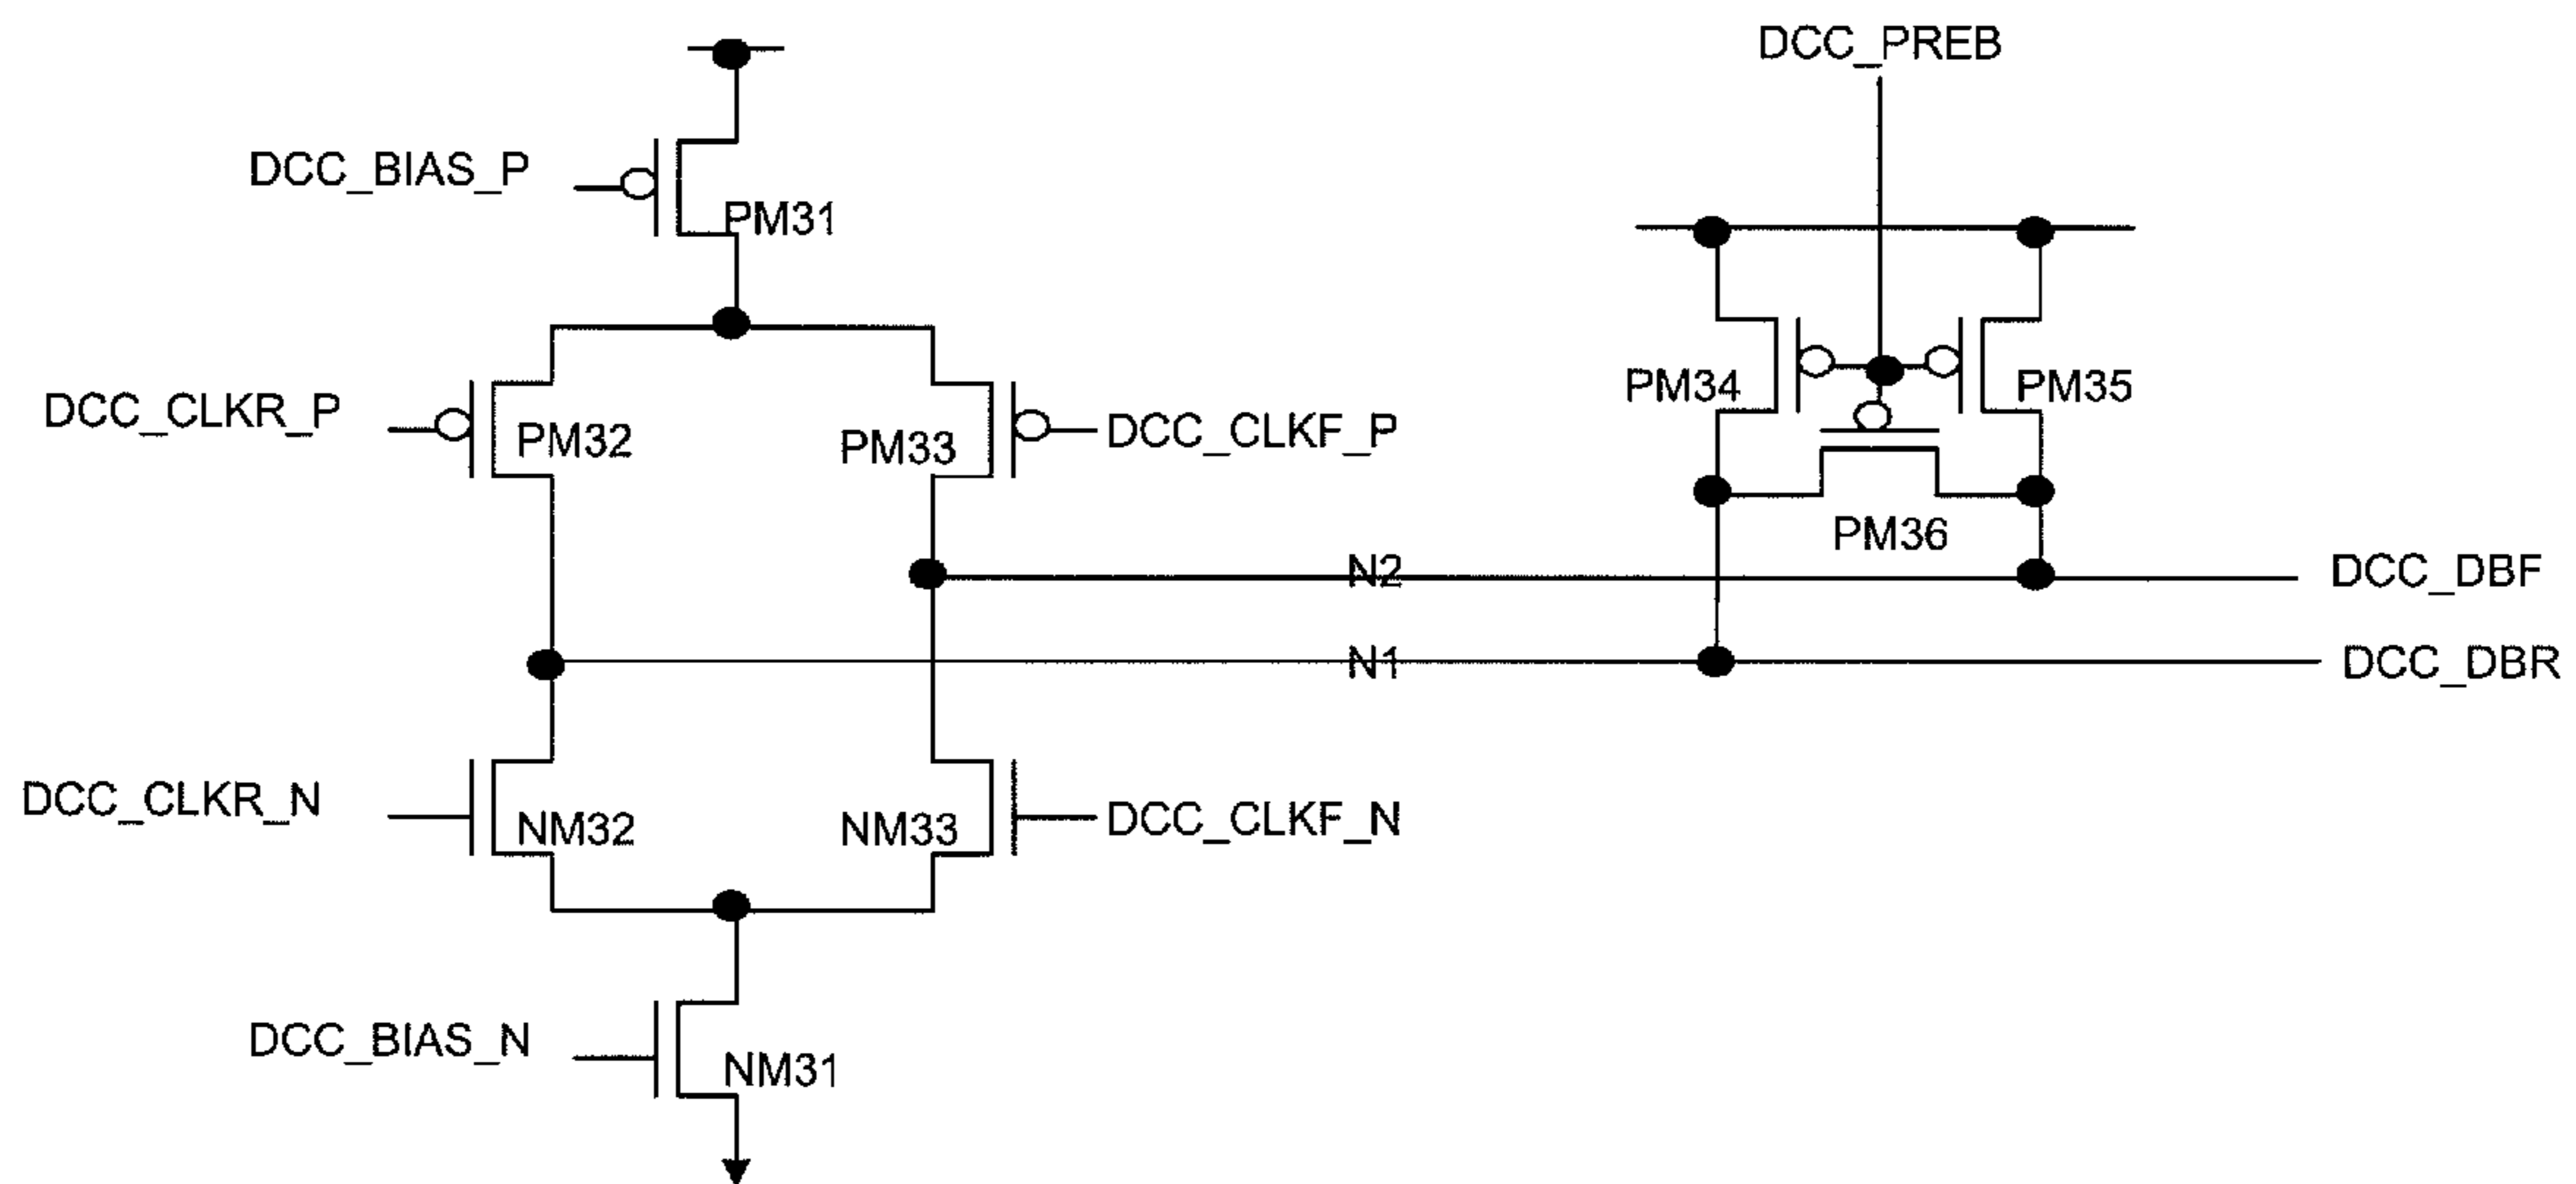 DCC_PREB
DCC_BIAS_P
PM31
DCC_CLKR_P
PM32
PM33
DCC_CLKF_P
PM34
PM35
PM36
N2
DCC_DBF
N1
DCC_DBR
DCC_CLKR_N
NM32
NM33
DCC_CLKF_N
DCC_BIAS_N
NM31